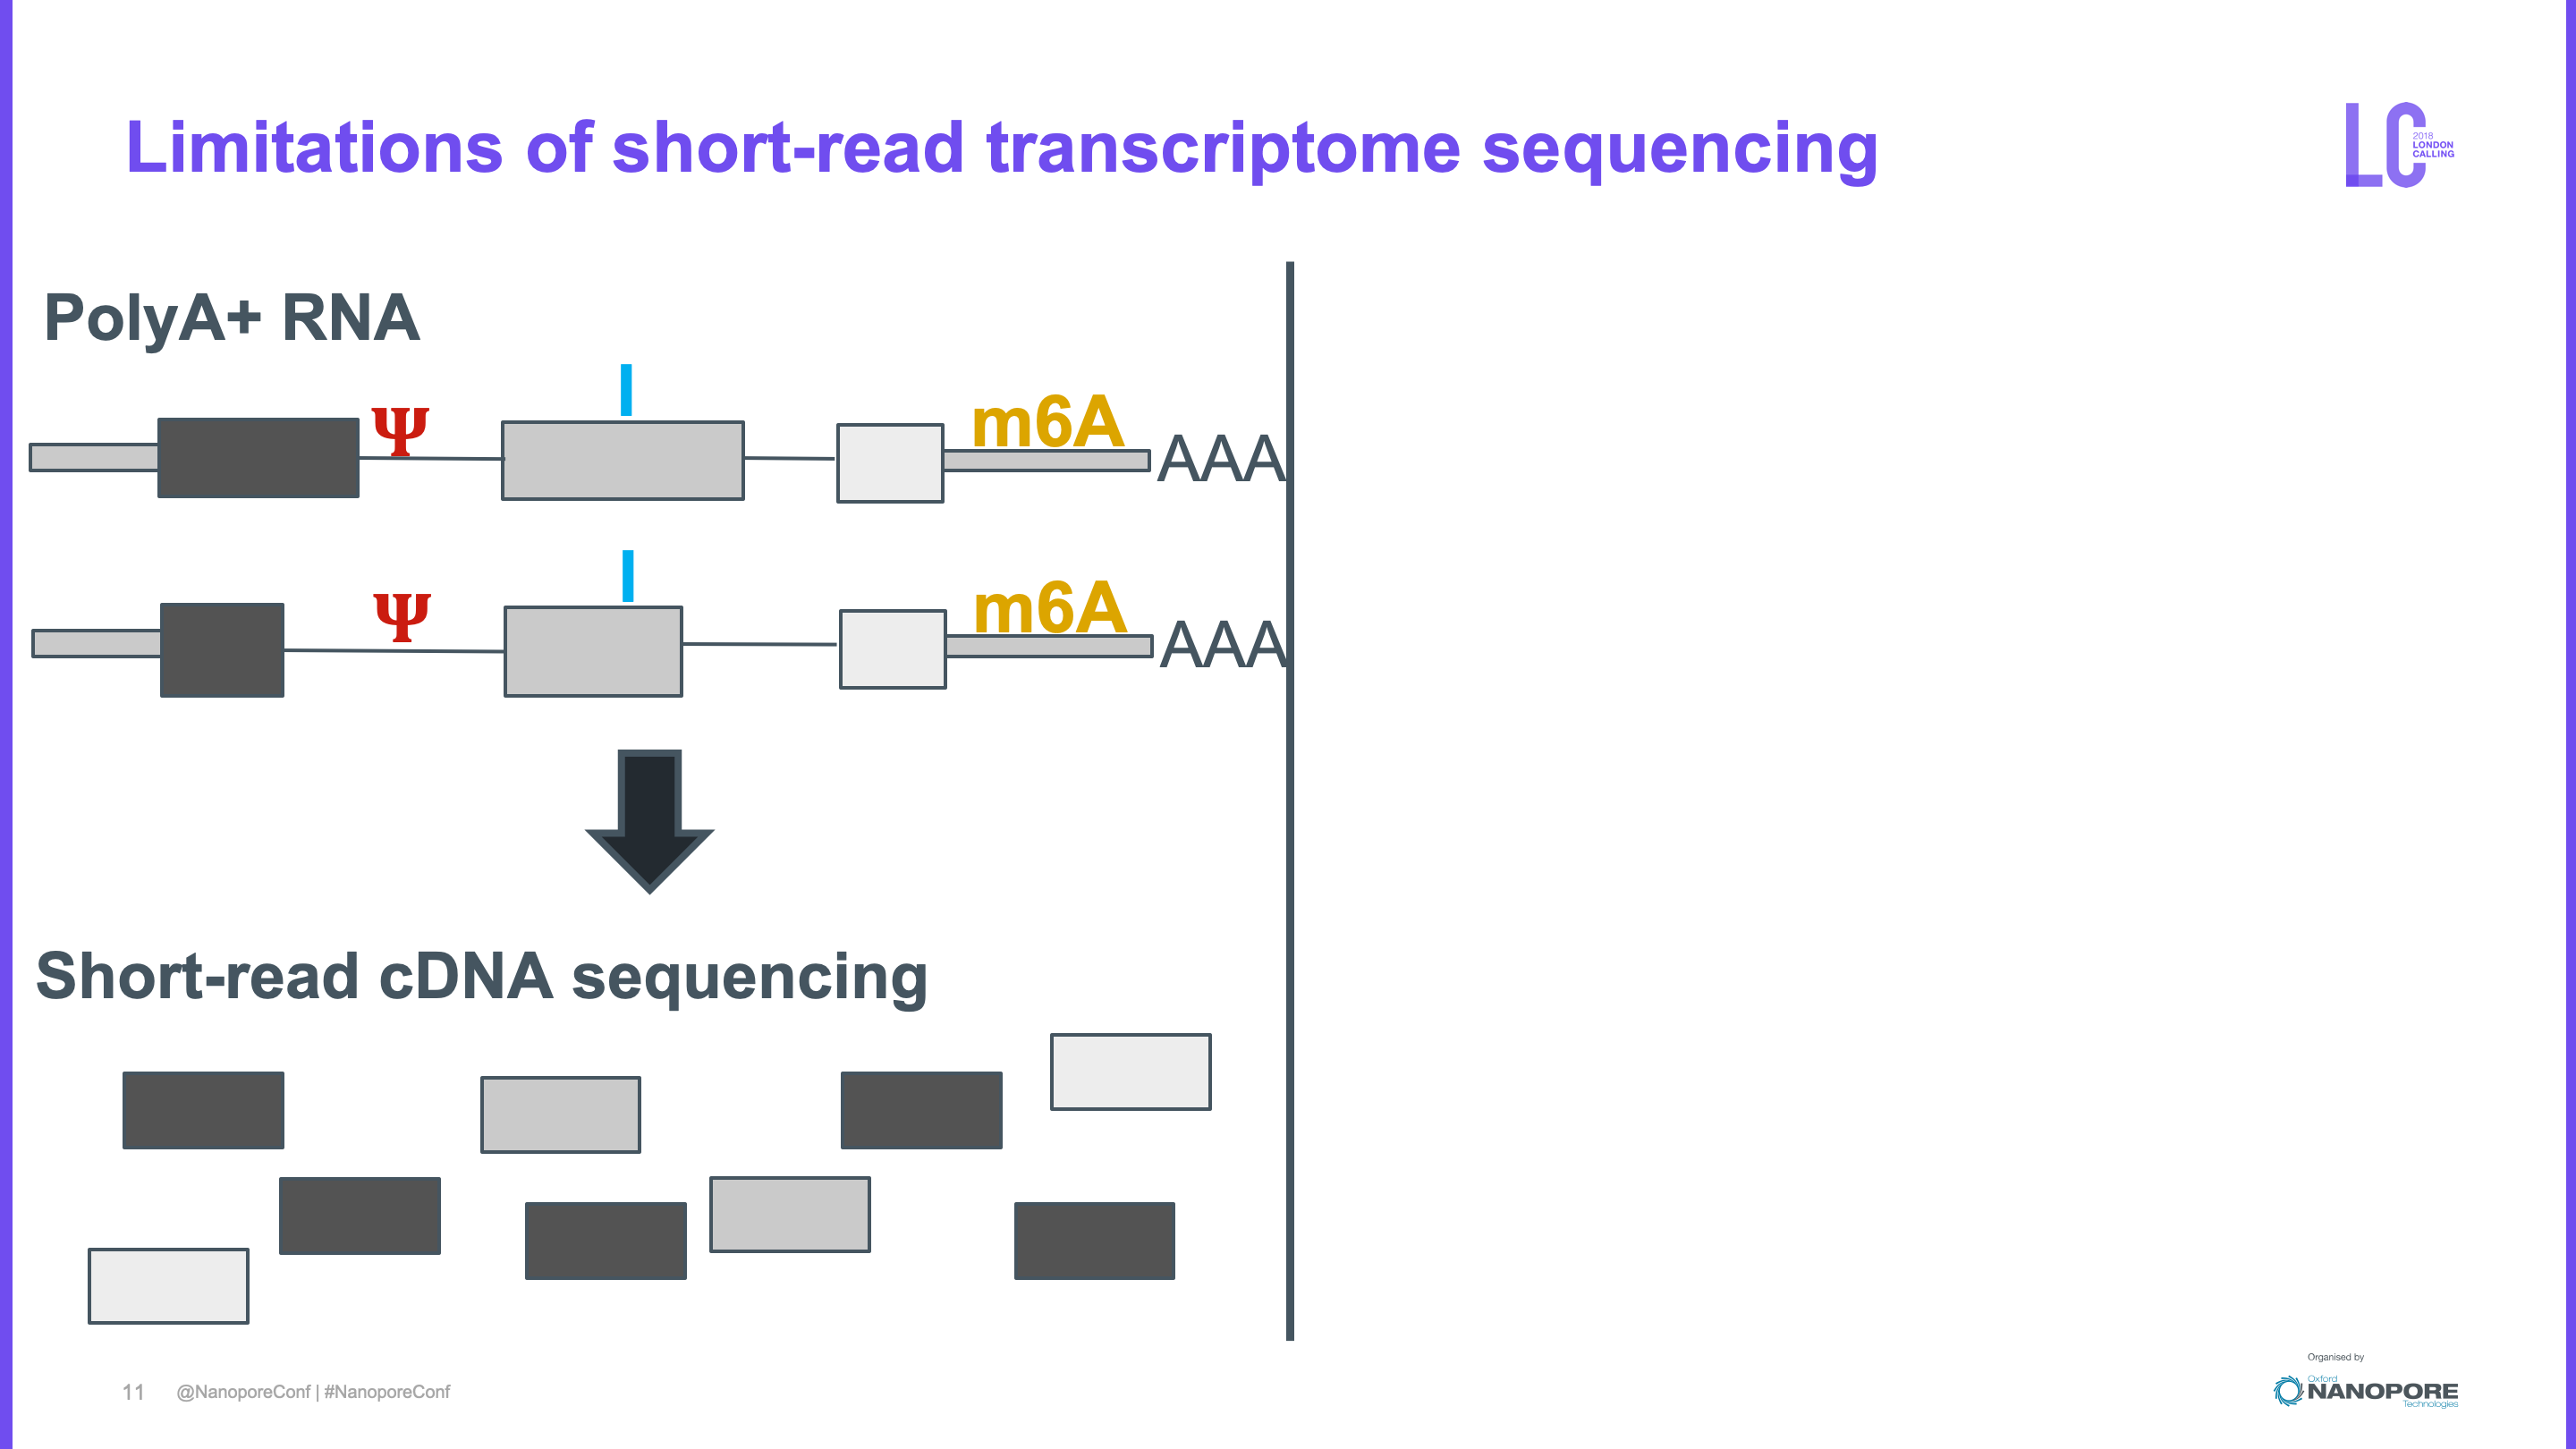 Limitations of short-read transcriptome sequencing
LC
2018
LONDON
CALLING
PolyA+ RNA
Ψ
I
m6A
AAA
Ψ
I
m6A
AAA
Short-read cDNA sequencing
11 @NanoporeConf | #NanoporeConf
Organised by
Oxford
NANOPORE
Technologies